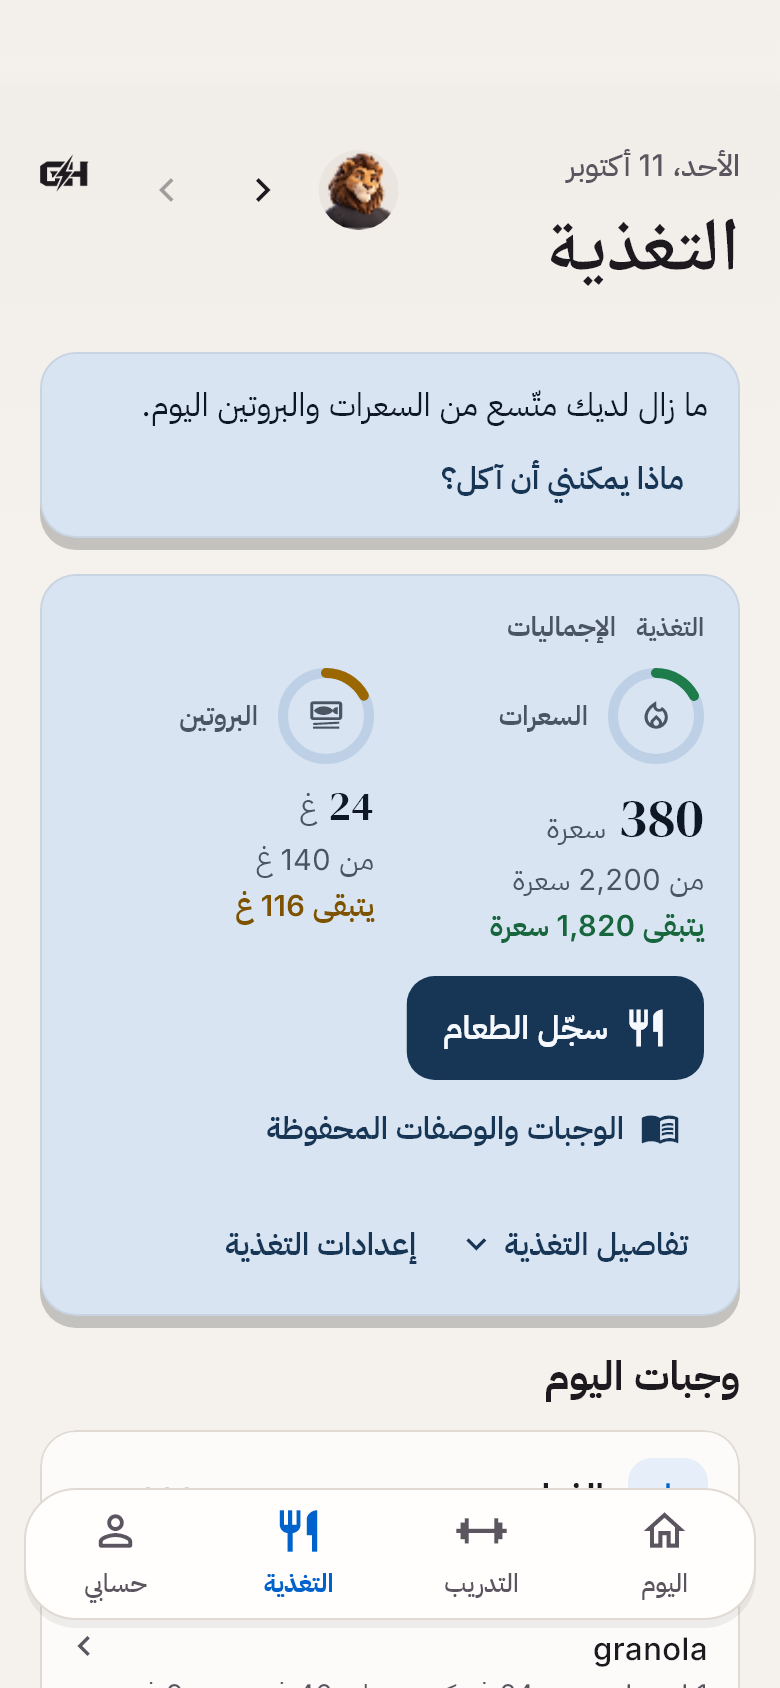 الأحد، 11 أكتوبر
التغذية
ما زال لديك متّسع من السعرات والبروتين اليوم.
ماذا يمكنني أن آكل؟
التغذية الإجماليات
السعرات
380 سعرة
من 2,200 سعرة
يتبقى 1,820 سعرة
البروتين
24 غ
من 140 غ
يتبقى 116 غ
سجّل الطعام
الوجبات والوصفات المحفوظة
تفاصيل التغذية
إعدادات التغذية
وجبات اليوم
اليوم
التدريب
التغذية
حسابي
granola